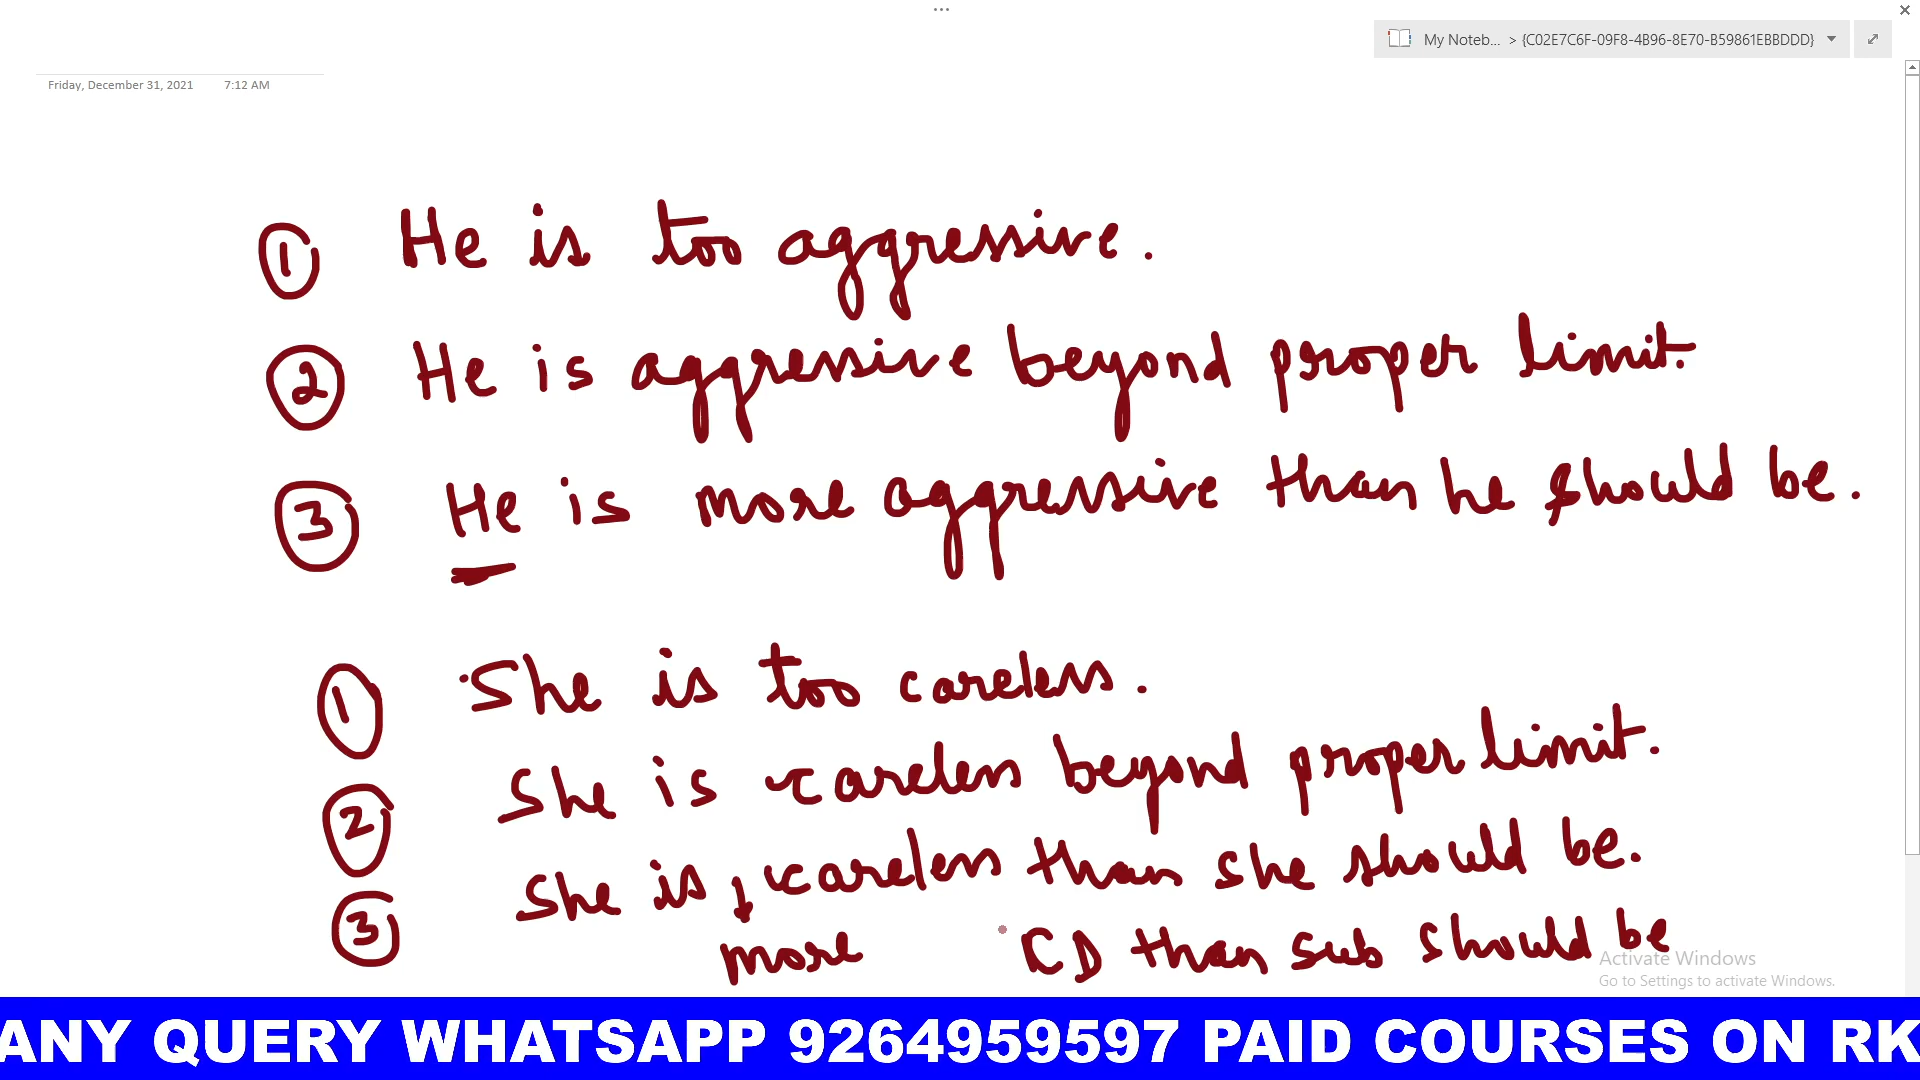 ...
My Noteb... > {C02E7C6F-09F8-4B96-8E70-B59861EBBDDD}
Friday, December 31, 2021 7:12 AM
1 He is too aggressive.
2 He is aggressive beyond proper limit.
3 He is more aggressive than he should be.
1 She is too careless.
2 She is careless beyond proper limit.
3 She is careless than she should be.
more CD than sub should be
Activate Windows
Go to Settings to activate Windows.
ANY QUERY WHATSAPP 9264959597 PAID COURSES ON RK